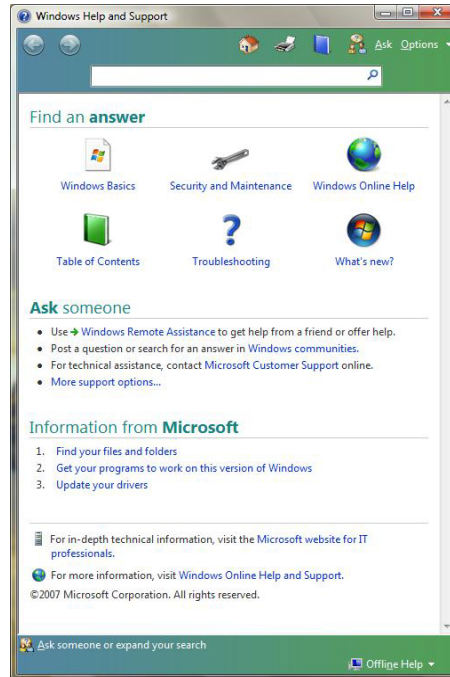 Windows Help and Support
Ask Options
Find an answer
Windows Basics Security and Maintenance Windows Online Help
Table of Contents Troubleshooting What's new?
Ask someone
Use Windows Remote Assistance to get help from a friend or offer help.
Post a question or search for an answer in Windows communities.
For technical assistance, contact Microsoft Customer Support online.
More support options...
Information from Microsoft
1. Find your files and folders
2. Get your programs to work on this version of Windows
3. Update your drivers
For in-depth technical information, visit the Microsoft website for IT
professionals.
For more information, visit Windows Online Help and Support.
©2007 Microsoft Corporation. All rights reserved.
Ask someone or expand your search
Offline Help